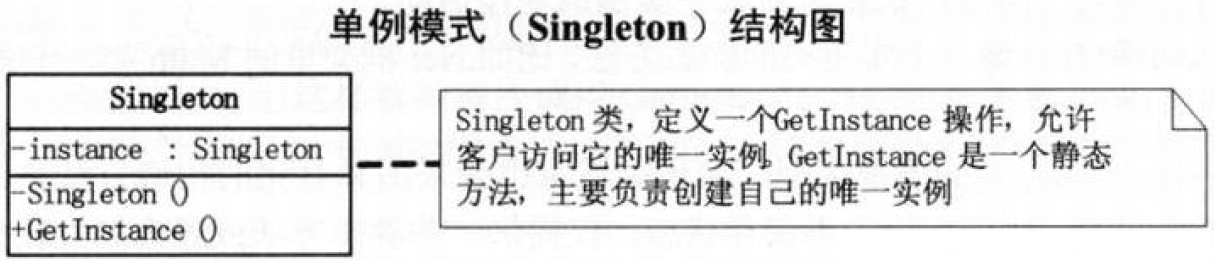 单例模式（Singleton）结构图
Singleton
-instance : Singleton
-Singleton()
+GetInstance()
Singleton 类，定义一个GetInstance 操作，允许
客户访问它的唯一实例。GetInstance 是一个静态
方法，主要负责创建自己的唯一实例